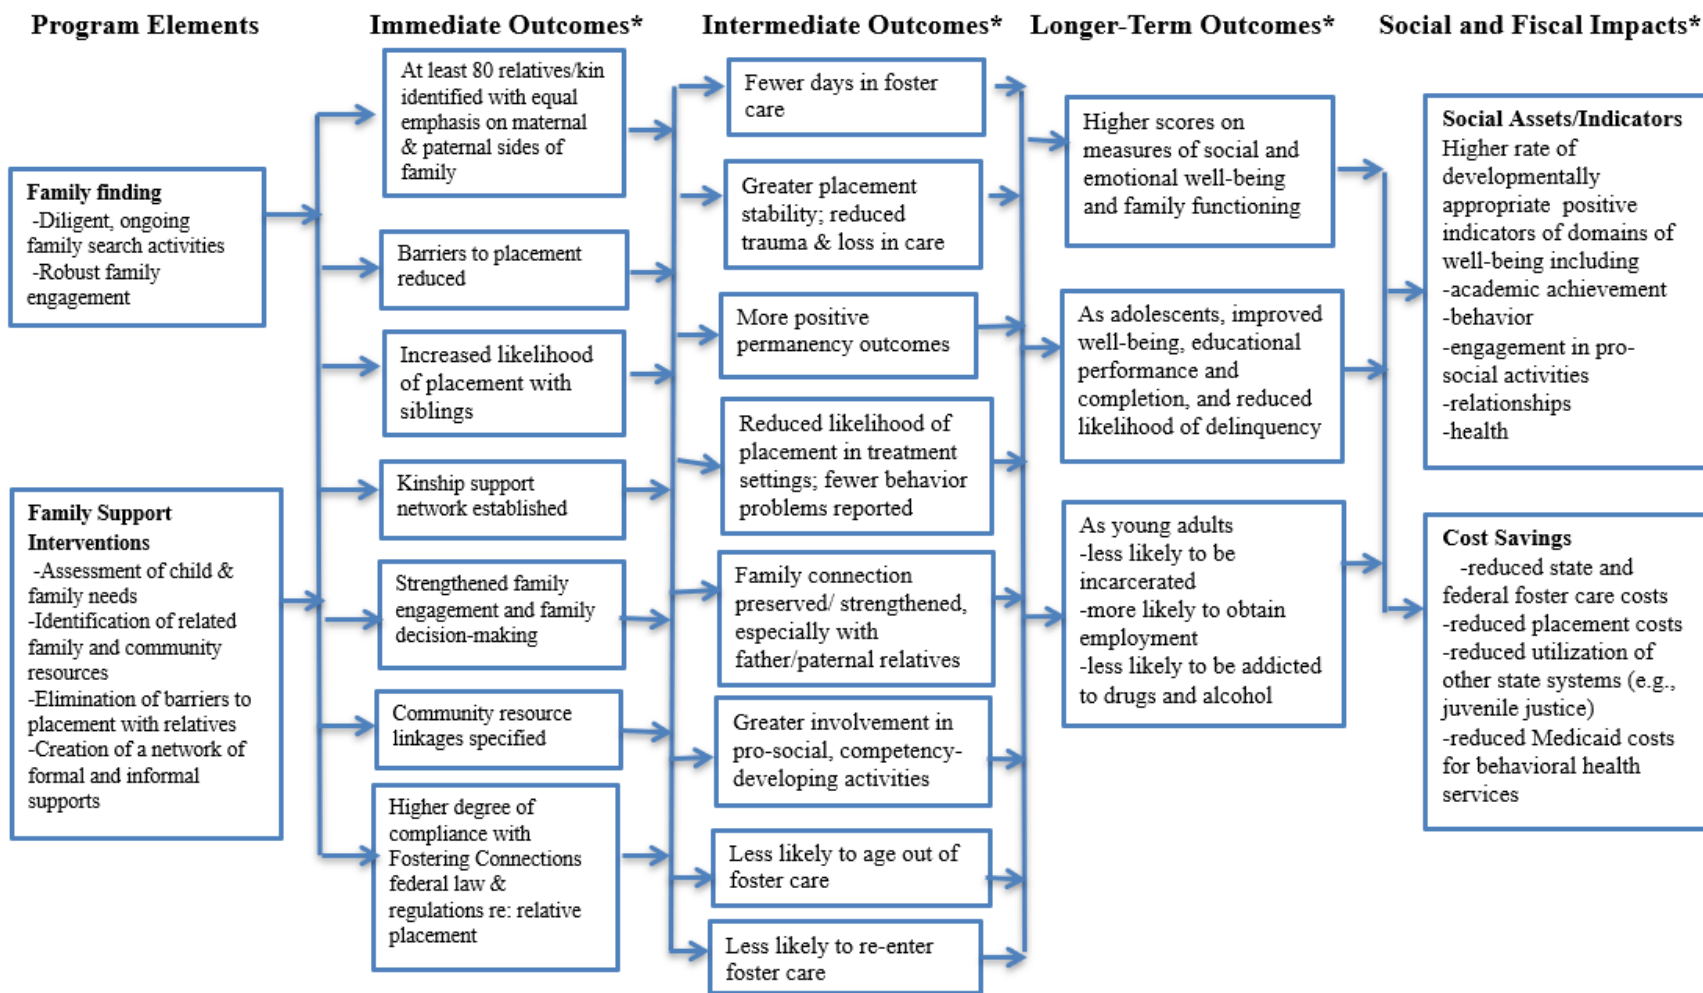 Program Elements
Immediate Outcomes*
Intermediate Outcomes*
Longer-Term Outcomes*
Social and Fiscal Impacts*
Family finding
-Diligent, ongoing
family search activities
-Robust family
engagement
Family Support
Interventions
-Assessment of child &
family needs
-Identification of related
family and community
resources
-Elimination of barriers to
placement with relatives
-Creation of a network of
formal and informal
supports
At least 80 relatives/kin
identified with equal
emphasis on maternal
& paternal sides of
family
Barriers to placement
reduced
Increased likelihood
of placement with
siblings
Kinship support
network established
Strengthened family
engagement and family
decision-making
Community resource
linkages specified
Higher degree of
compliance with
Fostering Connections
federal law &
regulations re: relative
placement
Fewer days in foster
care
Greater placement
stability; reduced
trauma & loss in care
More positive
permanency outcomes
Reduced likelihood of
placement in treatment
settings; fewer behavior
problems reported
Family connection
preserved/ strengthened,
especially with
father/paternal relatives
Greater involvement in
pro-social, competency-
developing activities
Less likely to age out of
foster care
Less likely to re-enter
foster care
Higher scores on
measures of social and
emotional well-being
and family functioning
As adolescents, improved
well-being, educational
performance and
completion, and reduced
likelihood of delinquency
As young adults
-less likely to be
incarcerated
-more likely to obtain
employment
-less likely to be addicted
to drugs and alcohol
Social Assets/Indicators
Higher rate of
developmentally
appropriate positive
indicators of domains of
well-being including
-academic achievement
-behavior
-engagement in pro-
social activities
-relationships
-health
Cost Savings
-reduced state and
federal foster care costs
-reduced placement costs
-reduced utilization of
other state systems (e.g.,
juvenile justice)
-reduced Medicaid costs
for behavioral health
services